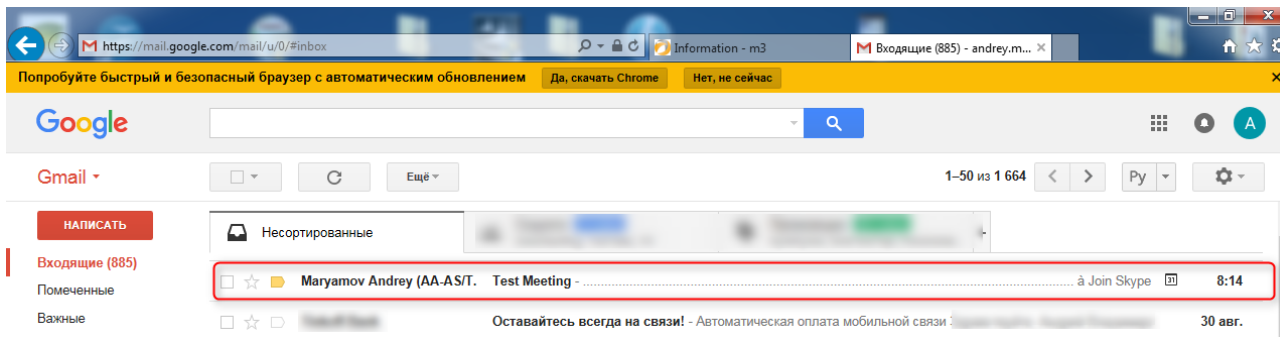 https://mail.google.com/mail/u/0/#inbox Information - m3 Входящие (885) - andrey.m...
Попробуйте быстрый и безопасный браузер с автоматическим обновлением Да, скачать Chrome Нет, не сейчас
Google A
Gmail Ещё 1–50 из 1 664 Ру
НАПИСАТЬ Несортированные
Входящие (885)
Maryamov Andrey (AA-AS/T. Test Meeting - ... à Join Skype 31 8:14
Помеченные
Важные Оставайтесь всегда на связи! - Автоматическая оплата мобильной связи 30 авг.